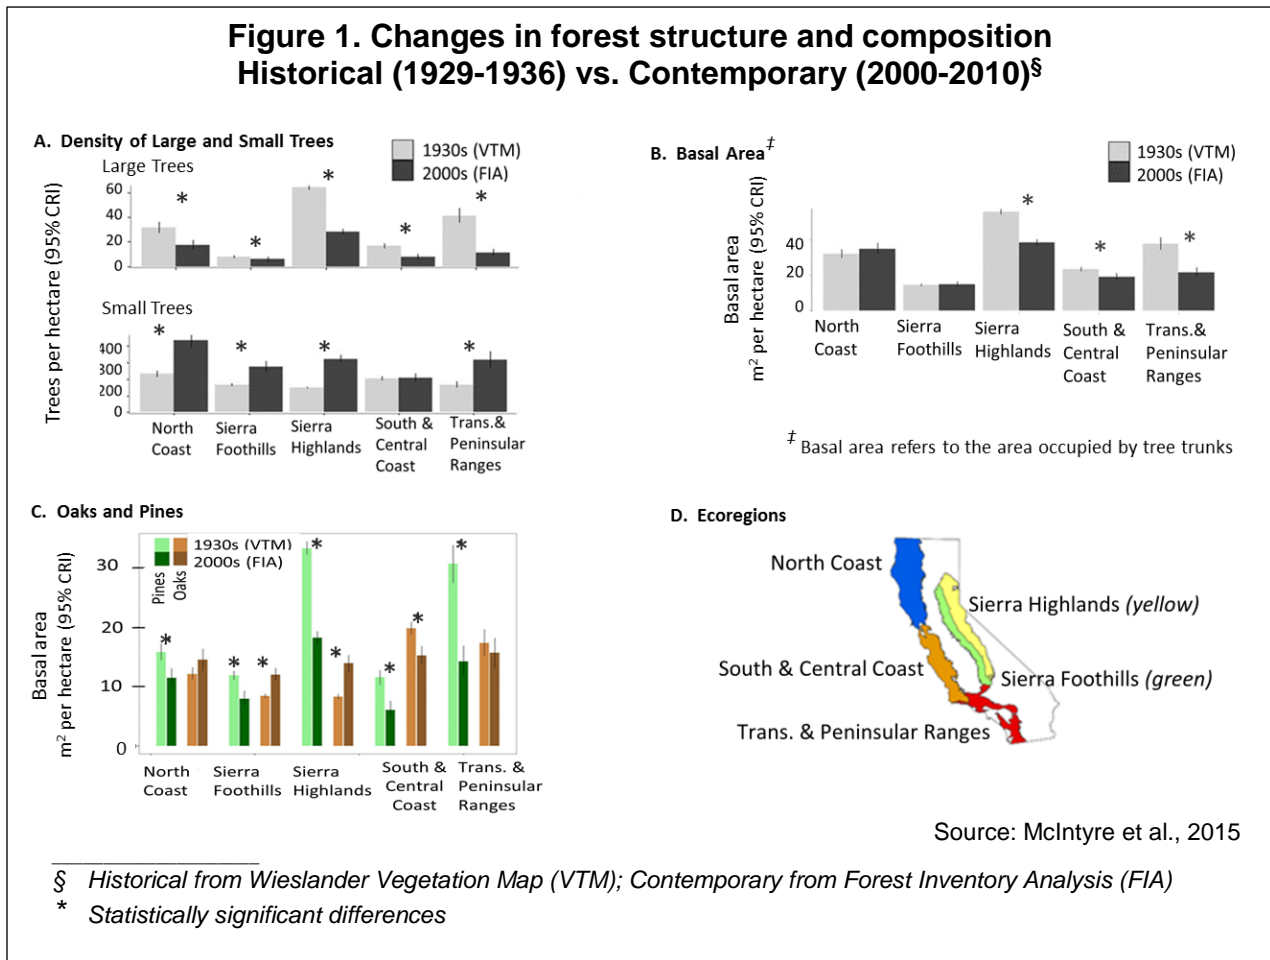 Figure 1. Changes in forest structure and composition
Historical (1929-1936) vs. Contemporary (2000-2010)§
A. Density of Large and Small Trees
Large Trees
1930s (VTM)
2000s (FIA)
Trees per hectare (95% CRI)
60
40
20
0
* * * * *
Small Trees
400
300
200
0
* * * *
North Coast
Sierra Foothills
Sierra Highlands
South & Central Coast
Trans.& Peninsular Ranges
B. Basal Area‡
1930s (VTM)
2000s (FIA)
Basal area
m² per hectare (95% CRI)
40
20
0
* * *
North Coast
Sierra Foothills
Sierra Highlands
South & Central Coast
Trans.& Peninsular Ranges
‡ Basal area refers to the area occupied by tree trunks
C. Oaks and Pines
1930s (VTM)
2000s (FIA)
Pines
Oaks
Basal area
m² per hectare (95% CRI)
30
20
10
0
* * * * * * * *
North Coast
Sierra Foothills
Sierra Highlands
South & Central Coast
Trans. & Peninsular Ranges
D. Ecoregions
North Coast
Sierra Highlands (yellow)
South & Central Coast
Sierra Foothills (green)
Trans. & Peninsular Ranges
Source: McIntyre et al., 2015
§ Historical from Wieslander Vegetation Map (VTM); Contemporary from Forest Inventory Analysis (FIA)
* Statistically significant differences